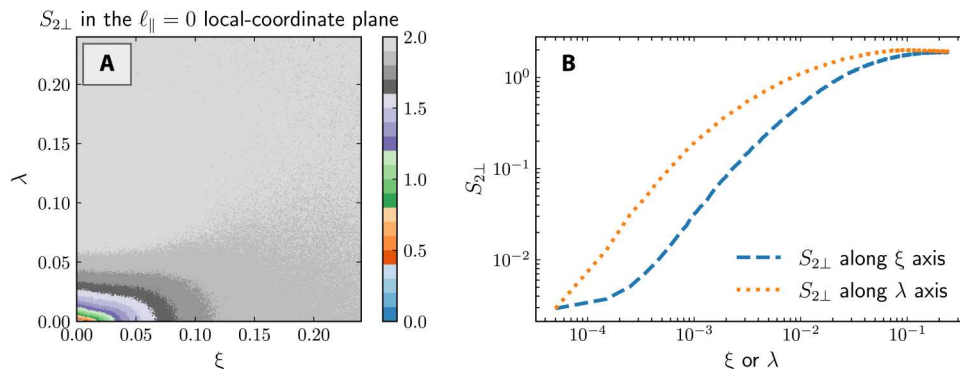 S₂⊥ in the ℓ∥ = 0 local-coordinate plane
A
0.20
0.15
0.10
0.05
0.00
λ
0.00 0.05 0.10 0.15 0.20
ξ
2.0
1.5
1.0
0.5
0.0
B
10⁰
10⁻¹
10⁻²
S₂⊥
S₂⊥ along ξ axis
S₂⊥ along λ axis
10⁻⁴ 10⁻³ 10⁻² 10⁻¹
ξ or λ